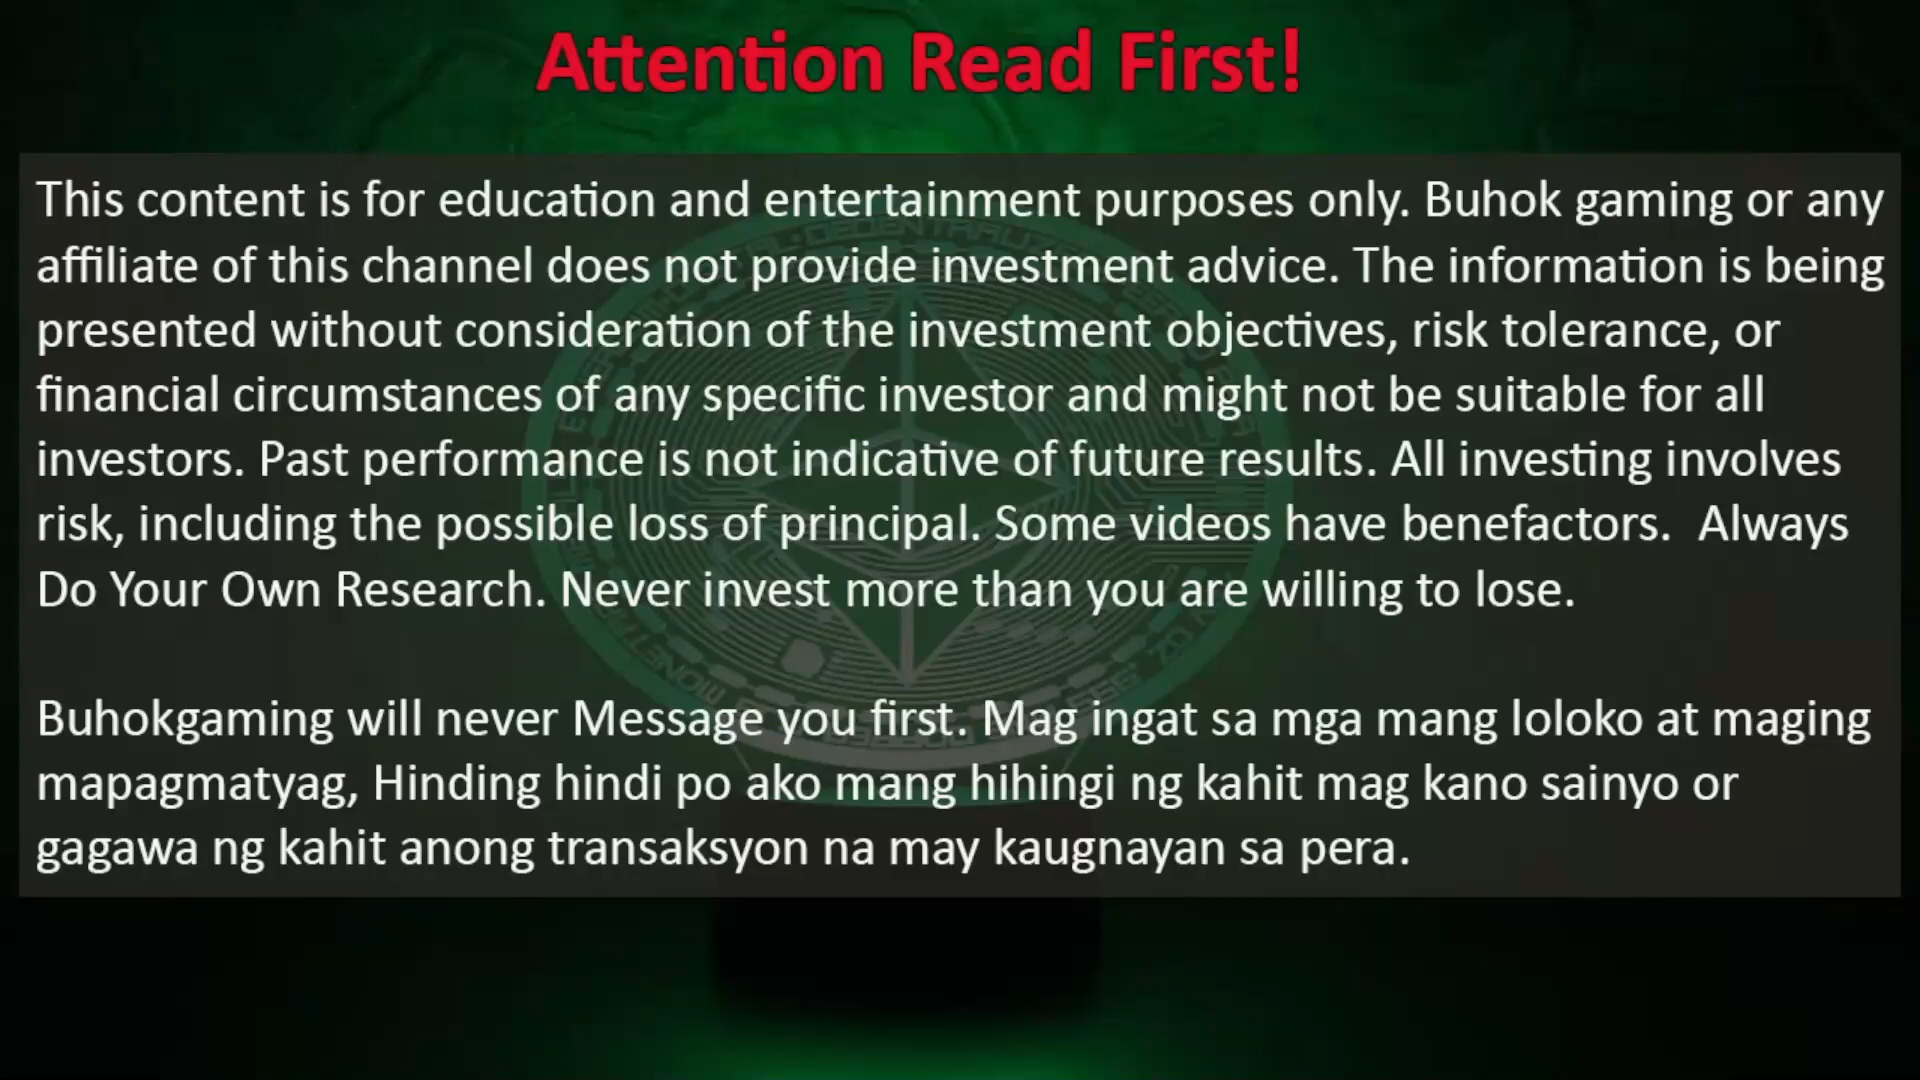 Attention Read First!
This content is for education and entertainment purposes only. Buhok gaming or any
affiliate of this channel does not provide investment advice. The information is being
presented without consideration of the investment objectives, risk tolerance, or
financial circumstances of any specific investor and might not be suitable for all
investors. Past performance is not indicative of future results. All investing involves
risk, including the possible loss of principal. Some videos have benefactors.  Always
Do Your Own Research. Never invest more than you are willing to lose.
Buhokgaming will never Message you first. Mag ingat sa mga mang loloko at maging
mapagmatyag, Hinding hindi po ako mang hihingi ng kahit mag kano sainyo or
gagawa ng kahit anong transaksyon na may kaugnayan sa pera.